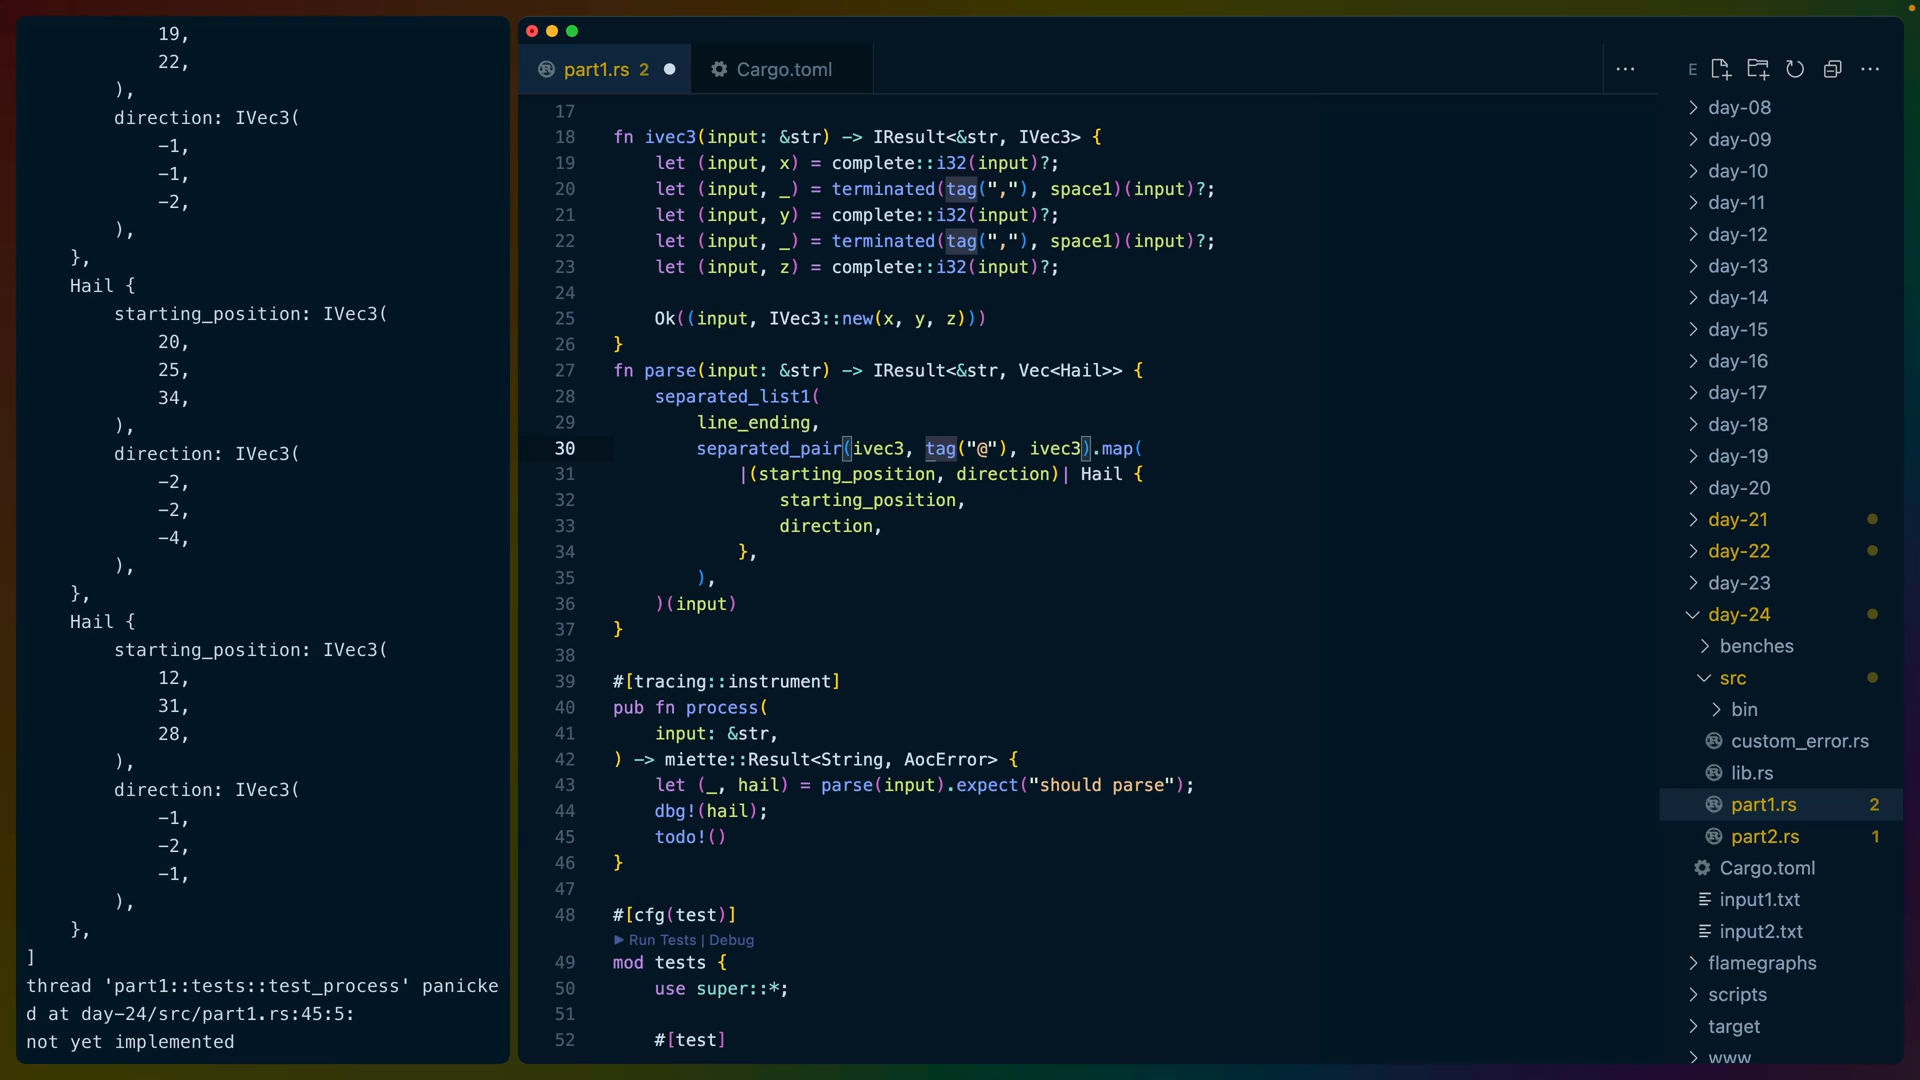 19,
22,
),
direction: IVec3(
-1,
-1,
-2,
),
},
Hail {
starting_position: IVec3(
20,
25,
34,
),
direction: IVec3(
-2,
-2,
-4,
),
},
Hail {
starting_position: IVec3(
12,
31,
28,
),
direction: IVec3(
-1,
-2,
-1,
),
},
]
thread 'part1::tests::test_process' panicke
d at day-24/src/part1.rs:45:5:
not yet implemented
part1.rs 2
Cargo.toml
17
18 fn ivec3(input: &str) -> IResult<&str, IVec3> {
19 let (input, x) = complete::i32(input)?;
20 let (input, _) = terminated(tag(","), space1)(input)?;
21 let (input, y) = complete::i32(input)?;
22 let (input, _) = terminated(tag(","), space1)(input)?;
23 let (input, z) = complete::i32(input)?;
24
25 Ok((input, IVec3::new(x, y, z)))
26 }
27 fn parse(input: &str) -> IResult<&str, Vec<Hail>> {
28 separated_list1(
29 line_ending,
30 separated_pair(ivec3, tag("@"), ivec3).map(
31 |(starting_position, direction)| Hail {
32 starting_position,
33 direction,
34 },
35 ),
36 )(input)
37 }
38
39 #[tracing::instrument]
40 pub fn process(
41 input: &str,
42 ) -> miette::Result<String, AocError> {
43 let (_, hail) = parse(input).expect("should parse");
44 dbg!(hail);
45 todo!()
46 }
47
48 #[cfg(test)]
Run Tests | Debug
49 mod tests {
50 use super::*;
51
52 #[test]
E
day-08
day-09
day-10
day-11
day-12
day-13
day-14
day-15
day-16
day-17
day-18
day-19
day-20
day-21
day-22
day-23
day-24
benches
src
bin
custom_error.rs
lib.rs
part1.rs 2
part2.rs 1
Cargo.toml
input1.txt
input2.txt
flamegraphs
scripts
target
www